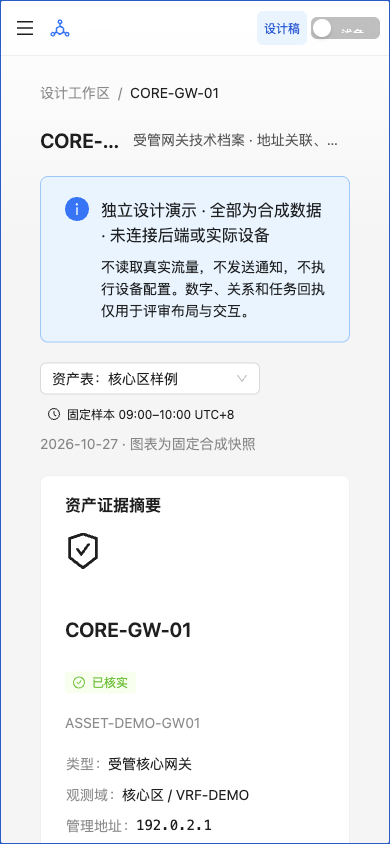 设计稿
设计工作区 / CORE-GW-01
CORE-... 受管网关技术档案 · 地址关联、...
独立设计演示 · 全部为合成数据
· 未连接后端或实际设备
不读取真实流量，不发送通知，不执
行设备配置。数字、关系和任务回执
仅用于评审布局与交互。
资产表：核心区样例
固定样本 09:00–10:00 UTC+8
2026-10-27 · 图表为固定合成快照
资产证据摘要
CORE-GW-01
已核实
ASSET-DEMO-GW01
类型：受管核心网关
观测域：核心区 / VRF-DEMO
管理地址：192.0.2.1